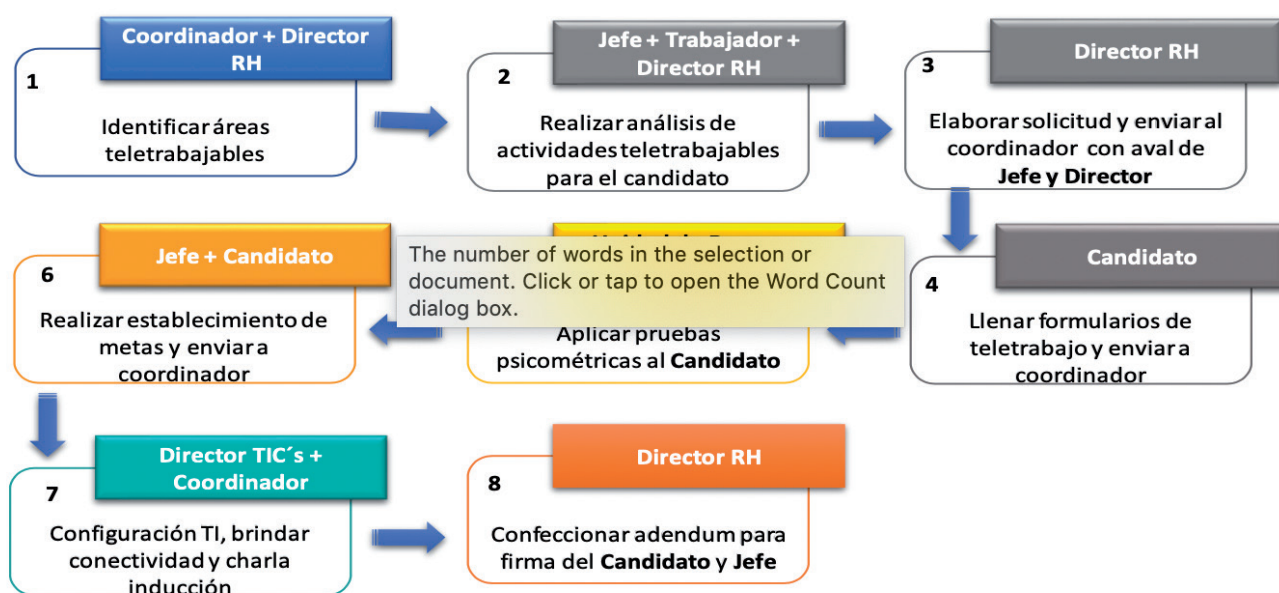 Coordinador + Director
RH
1
Identificar áreas
teletrabajables
Jefe + Trabajador +
Director RH
2
Realizar análisis de
actividades teletrabajables
para el candidato
Director RH
3
Elaborar solicitud y enviar al
coordinador con aval de
Jefe y Director
Candidato
4
Llenar formularios de
teletrabajo y enviar a
coordinador
The number of words in the selection or
document. Click or tap to open the Word Count
dialog box.
Aplicar pruebas
psicométricas al Candidato
Jefe + Candidato
6
Realizar establecimiento de
metas y enviar a
coordinador
Director TIC´s +
Coordinador
7
Configuración TI, brindar
conectividad y charla
inducción
Director RH
8
Confeccionar adendum para
firma del Candidato y Jefe